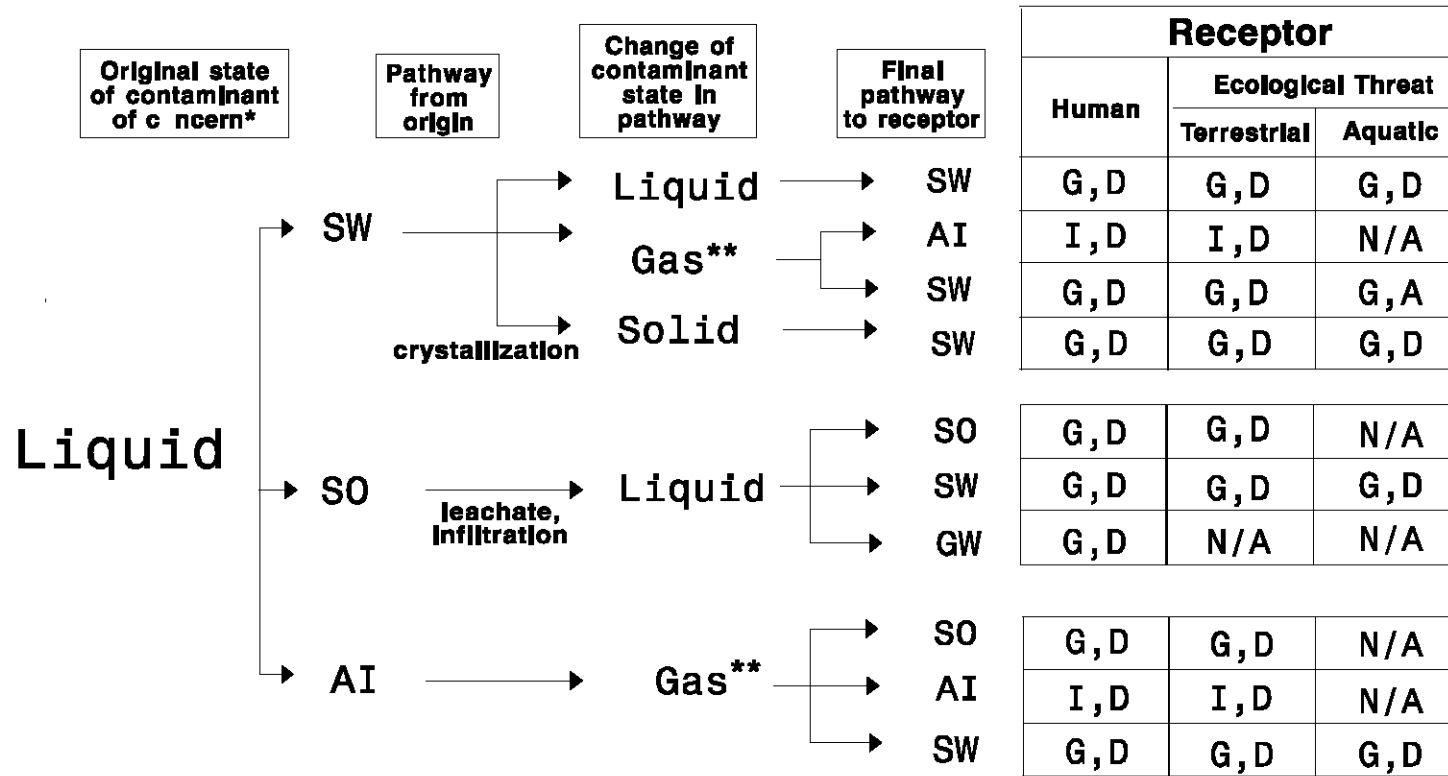 Receptor
Original state
of contaminant
of c ncern*
Pathway
from
origin
Change of
contaminant
state in
pathway
Final
pathway
to receptor
Human
Ecological Threat
Terrestrial
Aquatic
Liquid
SW
crystallization
Liquid
SW
G,D
G,D
G,D
Gas**
AI
I,D
I,D
N/A
SW
G,D
G,D
G,A
Solid
SW
G,D
G,D
G,D
SO
leachate,
infiltration
Liquid
SO
G,D
G,D
N/A
SW
G,D
G,D
G,D
GW
G,D
N/A
N/A
AI
Gas**
SO
G,D
G,D
N/A
AI
I,D
I,D
N/A
SW
G,D
G,D
G,D